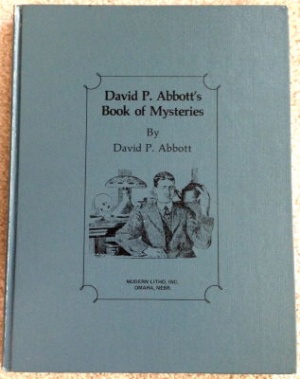 David P. Abbott's
Book of Mysteries
By
David P. Abbott
MODERN LITHO, INC.
OMAHA, NEBR.